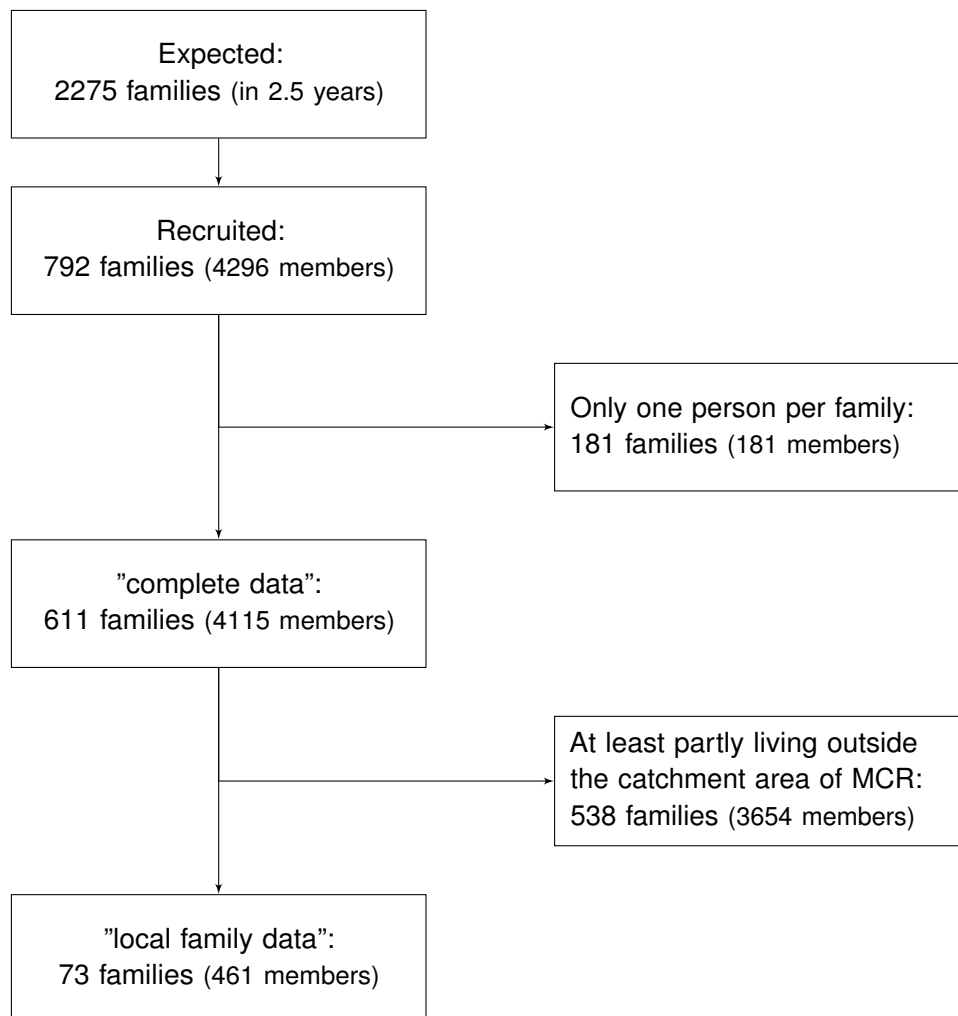 Expected:
2275 families (in 2.5 years)
Recruited:
792 families (4296 members)
Only one person per family:
181 families (181 members)
”complete data”:
611 families (4115 members)
At least partly living outside
the catchment area of MCR:
538 families (3654 members)
”local family data”:
73 families (461 members)